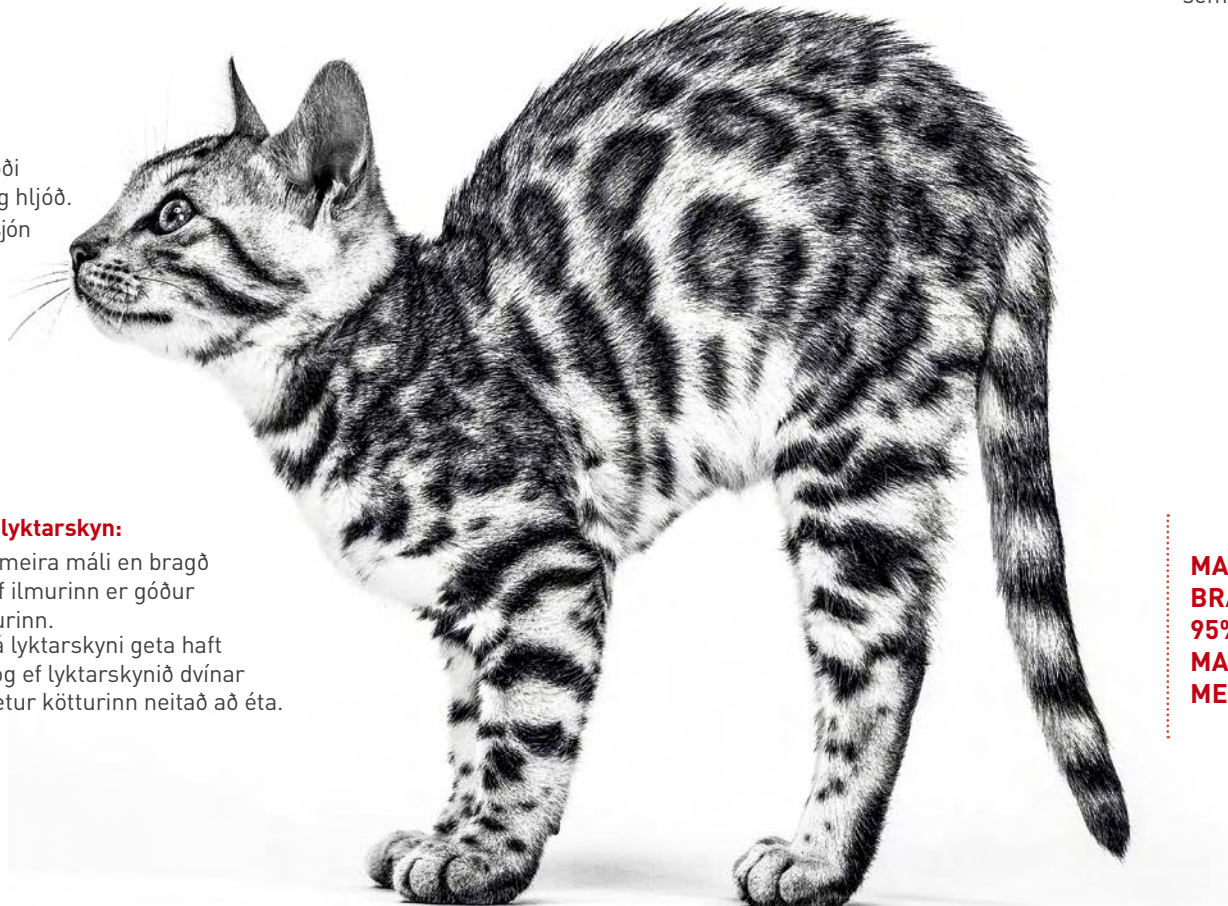 ði
g hljóð.
jón
lyktarskyn:
meira máli en bragð
f ilmurinn er góður
urinn.
á lyktarskyni geta haft
og ef lyktarskynið dvínar
etur kötturinn neitað að éta.
MA
BRA
95%
MA
ME